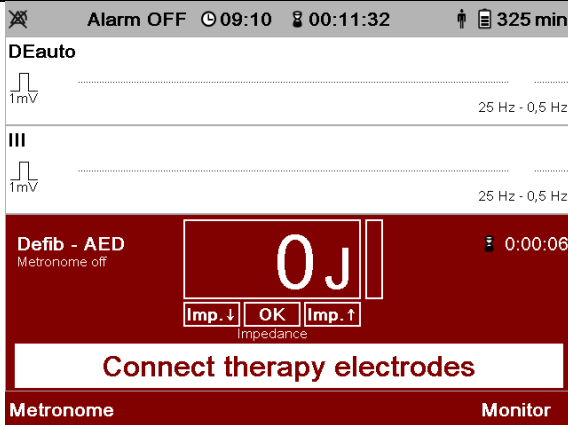 Alarm OFF 09:10 00:11:32 325 min
DEauto
1mV
25 Hz - 0,5 Hz
III
1mV
25 Hz - 0,5 Hz
Defib - AED 0:00:06
Metronome off
0 J
Imp.↓ OK Imp.↑
Impedance
Connect therapy electrodes
Metronome Monitor